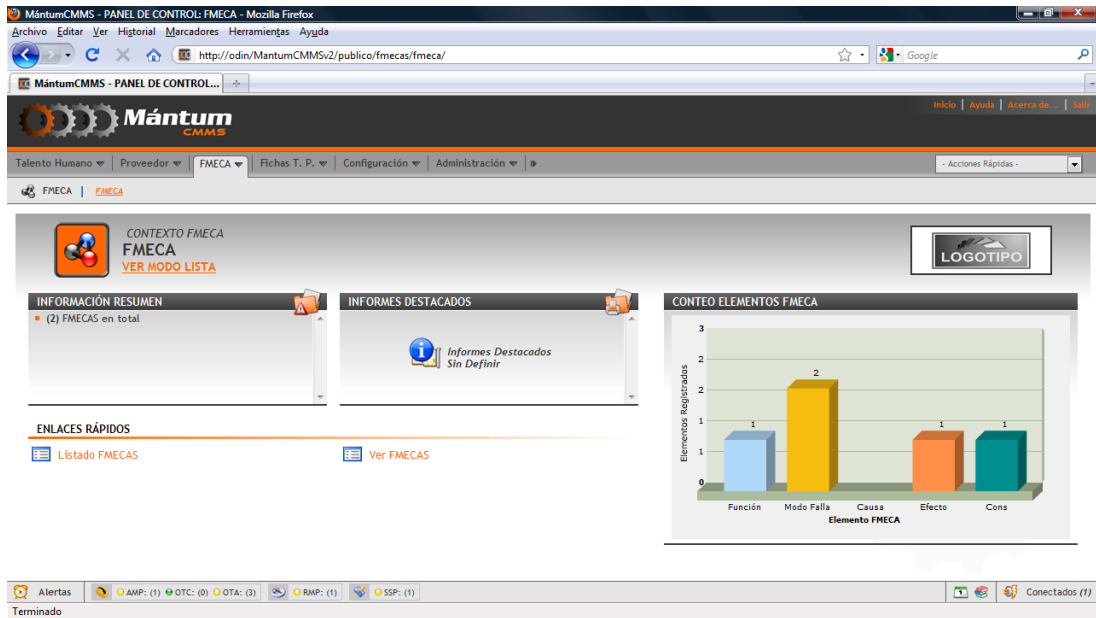 MántumCMMS - PANEL DE CONTROL: FMECA - Mozilla Firefox
Archivo Editar Ver Historial Marcadores Herramientas Ayuda
http://odin/MantumCMMSv2/publico/fmecas/fmeca/
Google
MántumCMMS - PANEL DE CONTROL...
Inicio | Ayuda | Acerca de... | Salir
Mántum
CMMS
Talento Humano | Proveedor | FMECA | Fichas T. P. | Configuración | Administración
- Acciones Rápidas -
FMECA | FMECA
CONTEXTO FMECA
FMECA
VER MODO LISTA
LOGOTIPO
INFORMACIÓN RESUMEN
(2) FMECAS en total
INFORMES DESTACADOS
Informes Destacados
Sin Definir
ENLACES RÁPIDOS
Listado FMECAS
Ver FMECAS
CONTEO ELEMENTOS FMECA
Elementos Registrados
3
2
2
1
1
0
1
2
1
1
Función Modo Falla Causa Efecto Cons
Elemento FMECA
Alertas AMP: (1) OTC: (0) OTA: (3) RMP: (1) SSP: (1)
1
Conectados (1)
Terminado